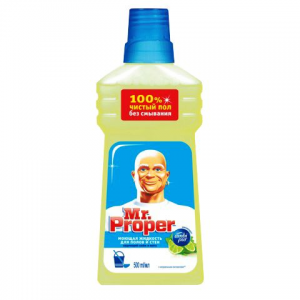 100%
чистый пол
без смывания
Mr.
Proper
МОЮЩАЯ ЖИДКОСТЬ
ДЛЯ ПОЛОВ И СТЕН
500 мл